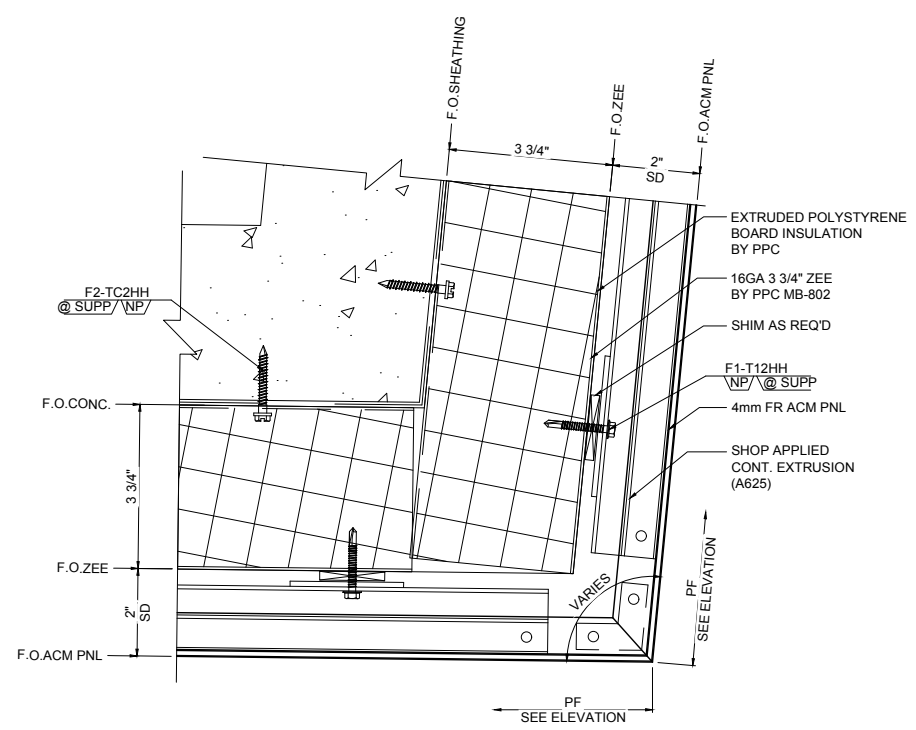 F.O.SHEATHING
F.O.ZEE
F.O.ACM PNL
3 3/4"
2"
SD
EXTRUDED POLYSTYRENE
BOARD INSULATION
BY PPC
16GA 3 3/4" ZEE
BY PPC MB-802
SHIM AS REQ'D
F1-T12HH
NP/ \@ SUPP
4mm FR ACM PNL
SHOP APPLIED
CONT. EXTRUSION
(A625)
F2-TC2HH
@ SUPP/ \NP/
F.O.CONC.
3 3/4"
F.O.ZEE
2"
SD
F.O.ACM PNL
VARIES
PF
SEE ELEVATION
PF
SEE ELEVATION